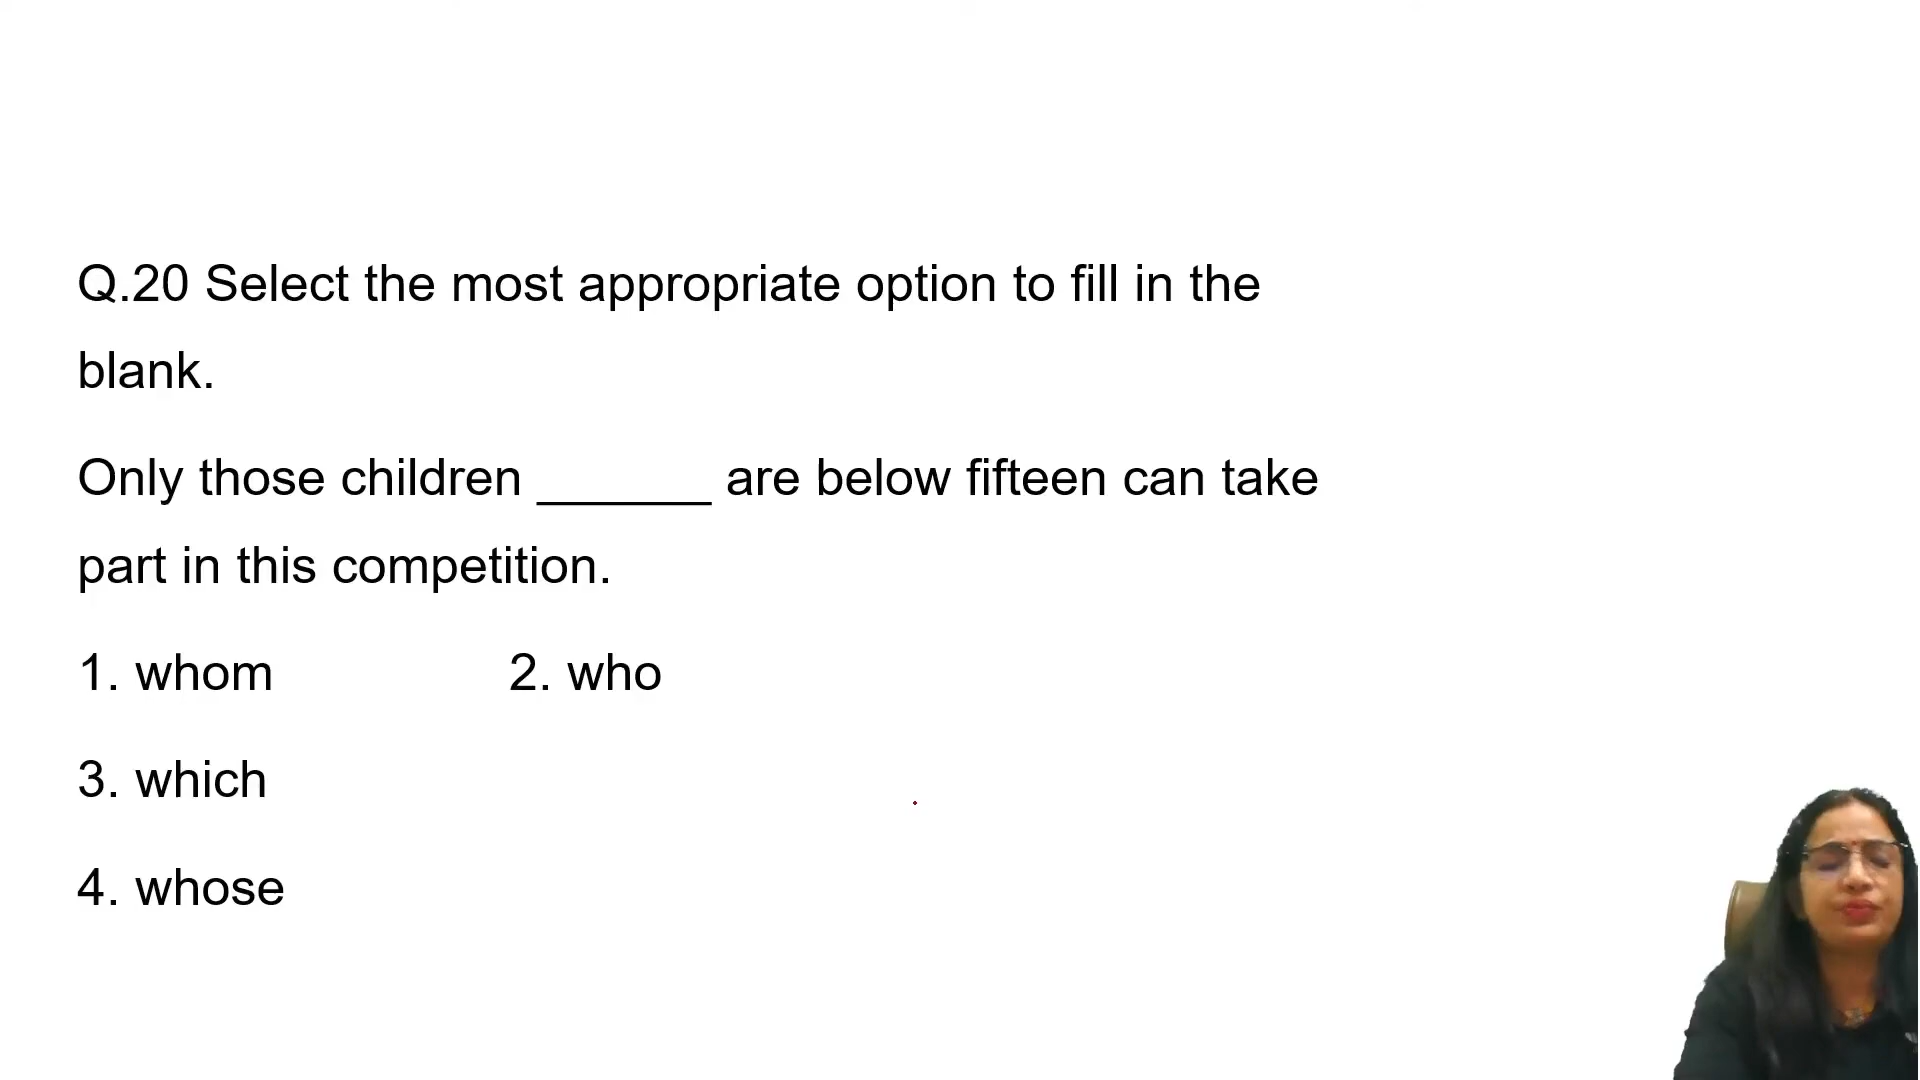 Q.20 Select the most appropriate option to fill in the
blank.
Only those children ______ are below fifteen can take
part in this competition.
1. whom 2. who
3. which
4. whose